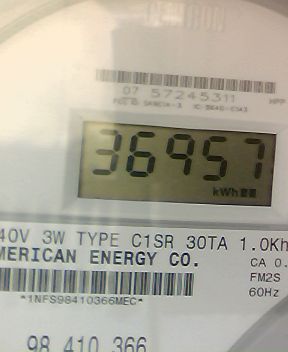 07 57245311
36957
kWh
40V 3W TYPE C1SR 30TA 1.0Kh
MERICAN ENERGY CO.
CA 0.
FM2S
60Hz
*1NFS98410366MEC*
98 410 366